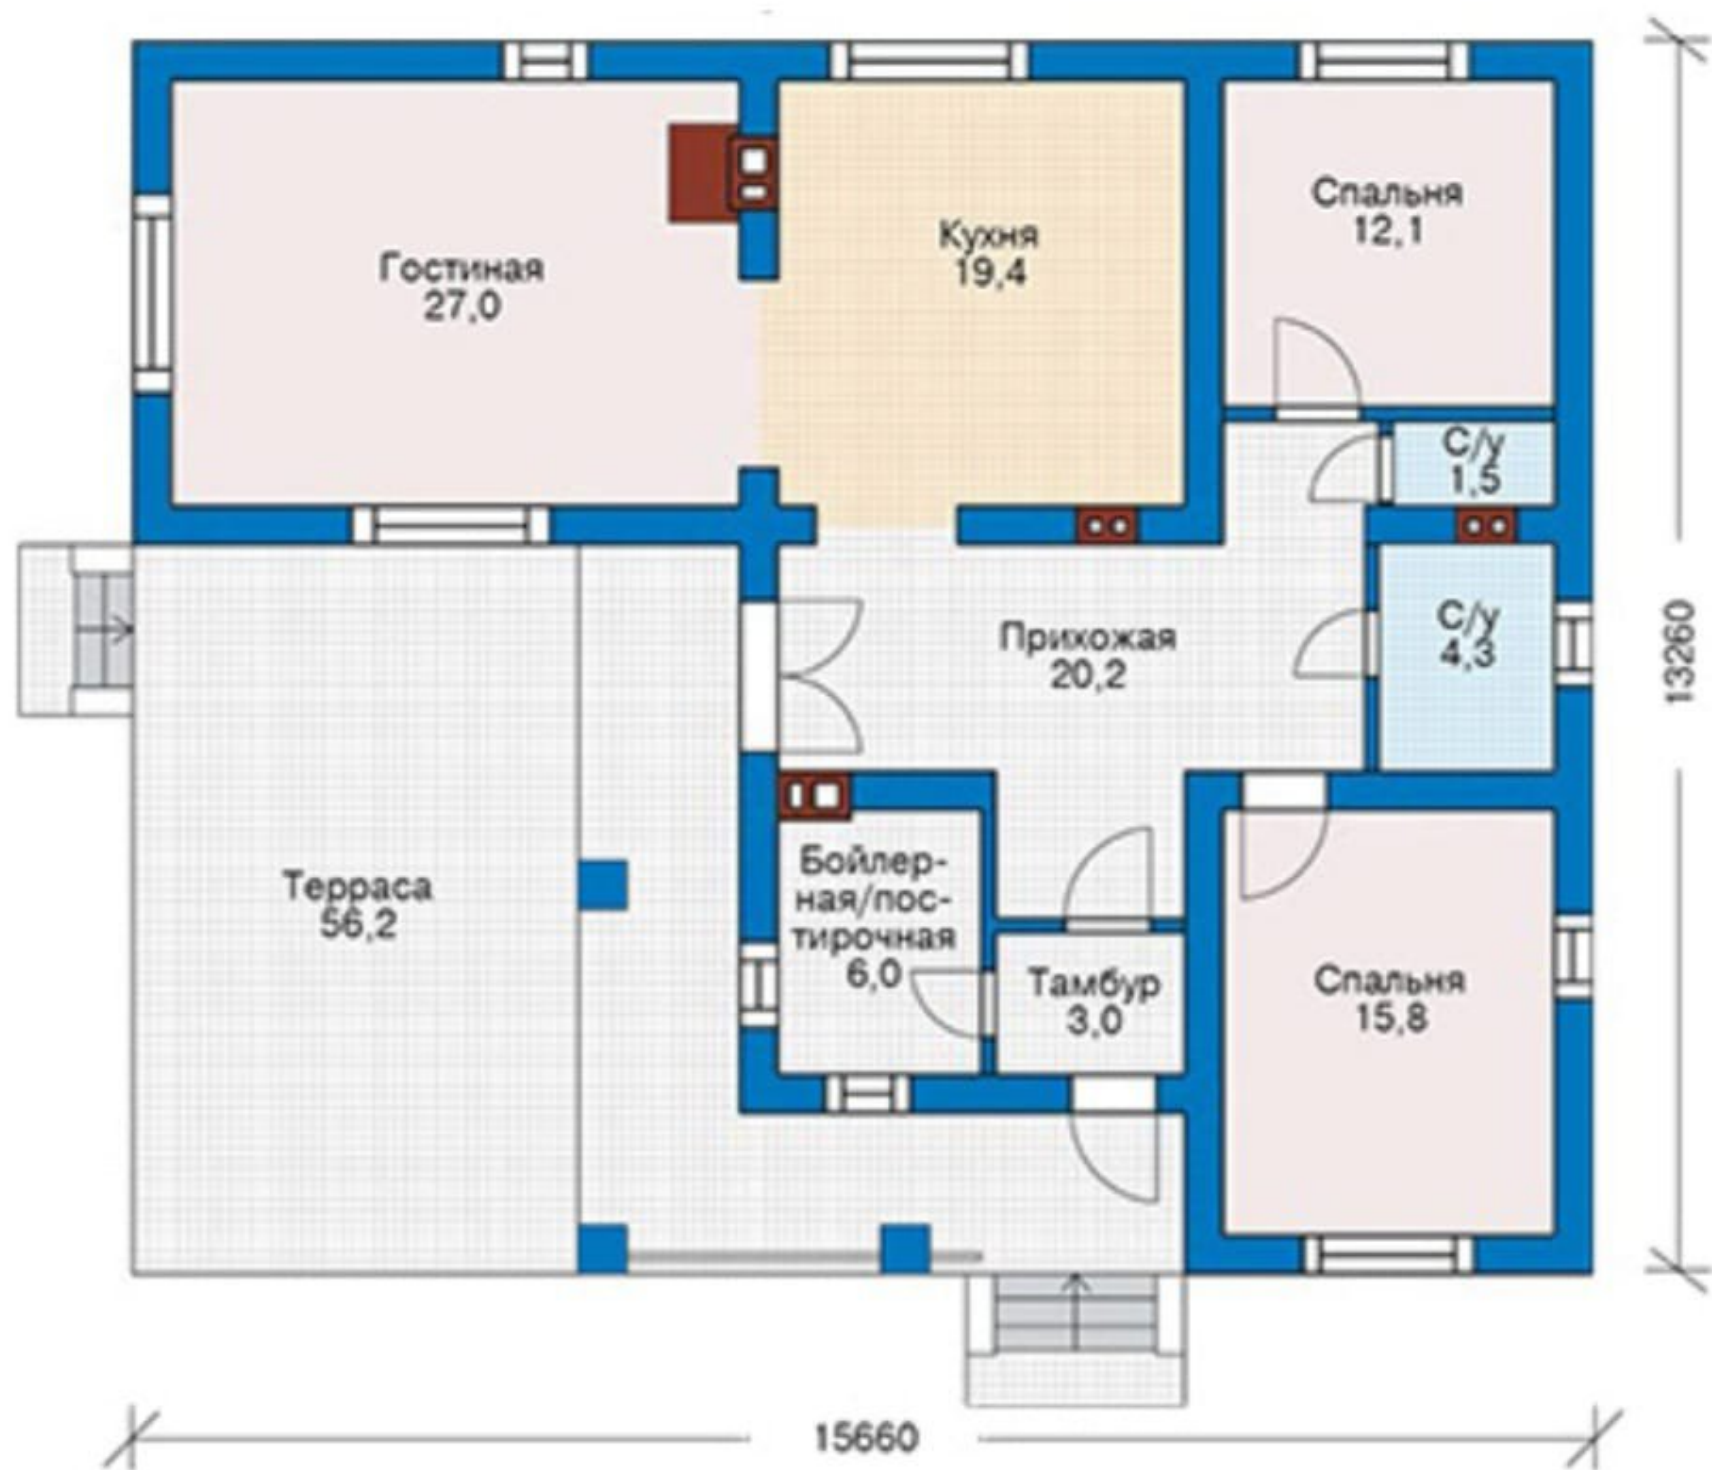 Гостиная
27,0
Кухня
19,4
Спальня
12,1
С/у
1,5
С/у
4,3
Прихожая
20,2
13260
Терраса
56,2
Бойлер-
ная/пос-
тирочная
6,0
Тамбур
3,0
Спальня
15,8
15660